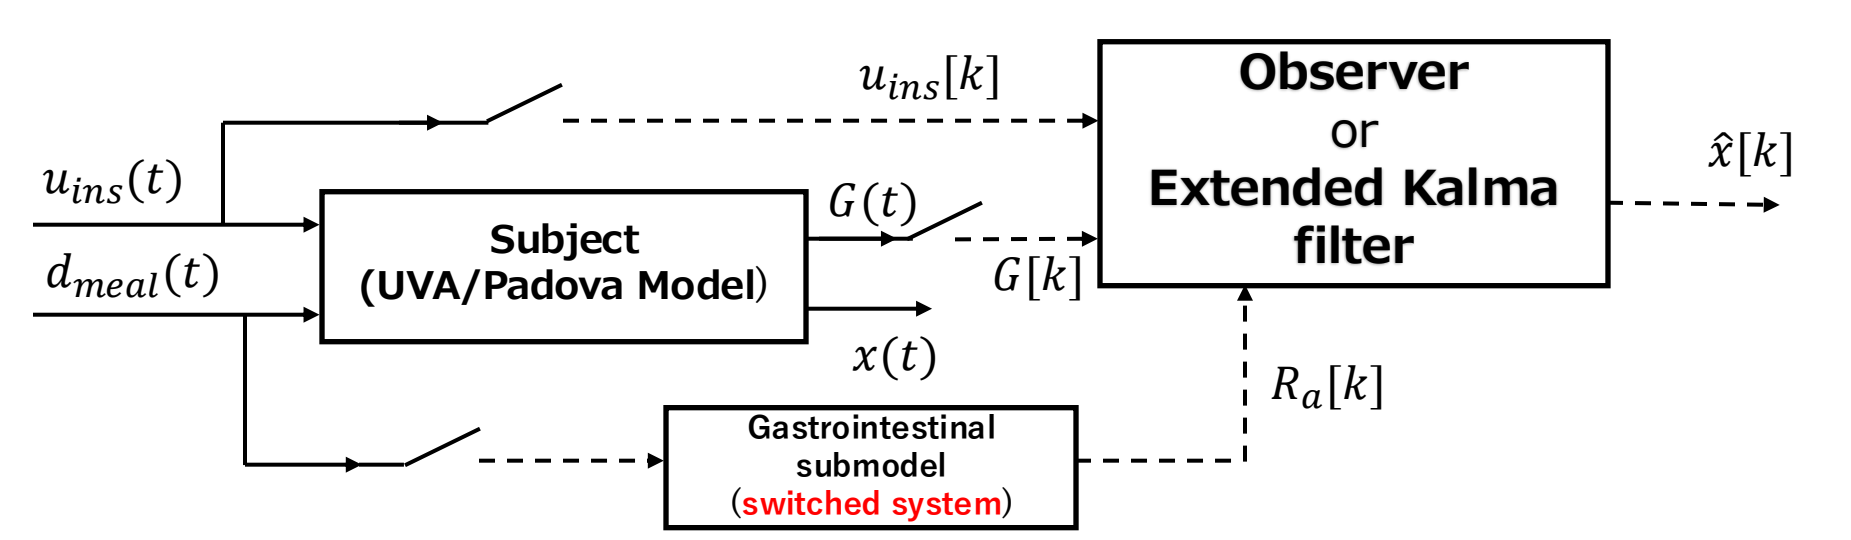 u_ins[k]
Observer
or
Extended Kalma
filter
x̂[k]
u_ins(t)
G(t)
Subject
(UVA/Padova Model)
d_meal(t)
G[k]
x(t)
R_a[k]
Gastrointestinal
submodel
(switched system)